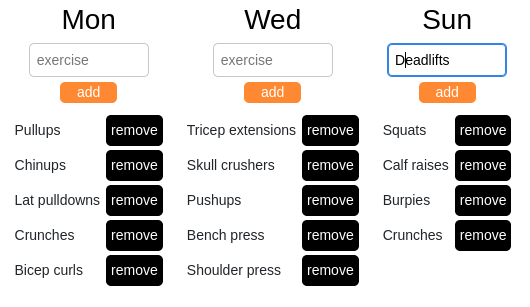 Mon
exercise
add
Pullups remove
Chinups remove
Lat pulldowns remove
Crunches remove
Bicep curls remove
Wed
exercise
add
Tricep extensions remove
Skull crushers remove
Pushups remove
Bench press remove
Shoulder press remove
Sun
Deadlifts
add
Squats remove
Calf raises remove
Burpies remove
Crunches remove